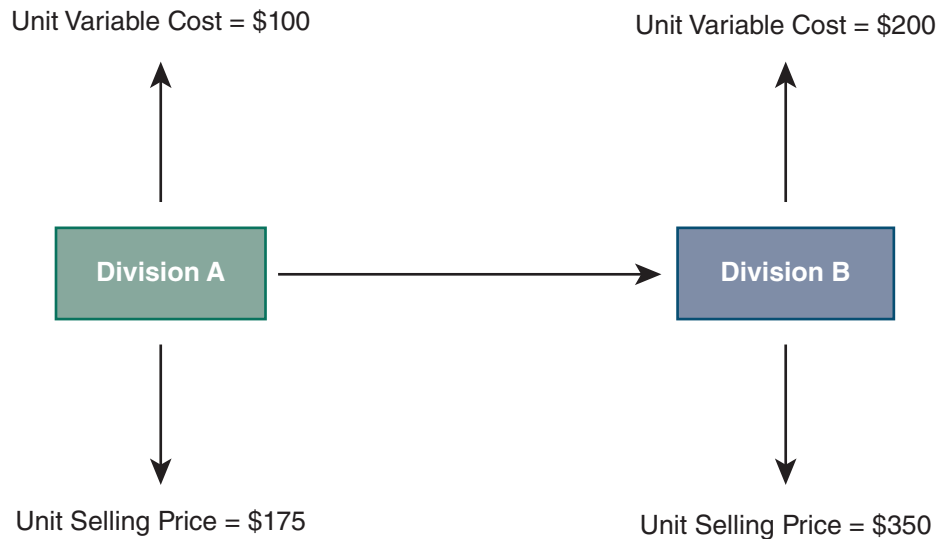 Unit Variable Cost = $100
Unit Variable Cost = $200
Division A
Division B
Unit Selling Price = $175
Unit Selling Price = $350